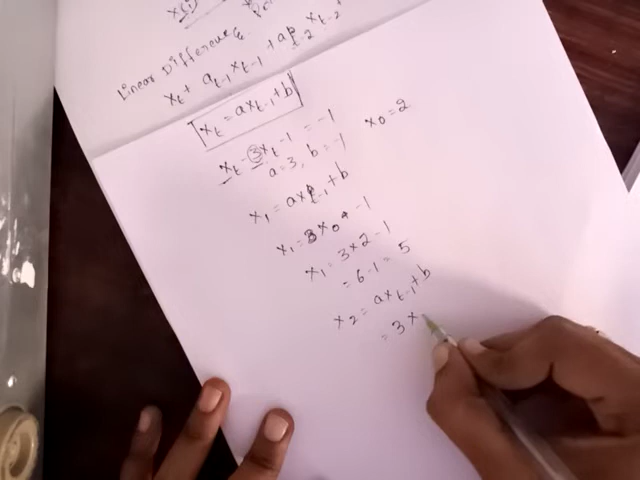 Linear Difference
x_t + a_{t-1} x_{t-1} + a_{t-2} x_{t-2} +
x_t = ax_{t-1} + b
x_t - 3x_{t-1} = -1 x_0 = 2
a = 3, b = -1
x_1 = ax_{t-1} + b
x_1 = 3x_0 - 1
x_1 = 3 × 2 - 1
= 6 - 1 = 5
x_2 = ax_{t-1} + b
= 3 x